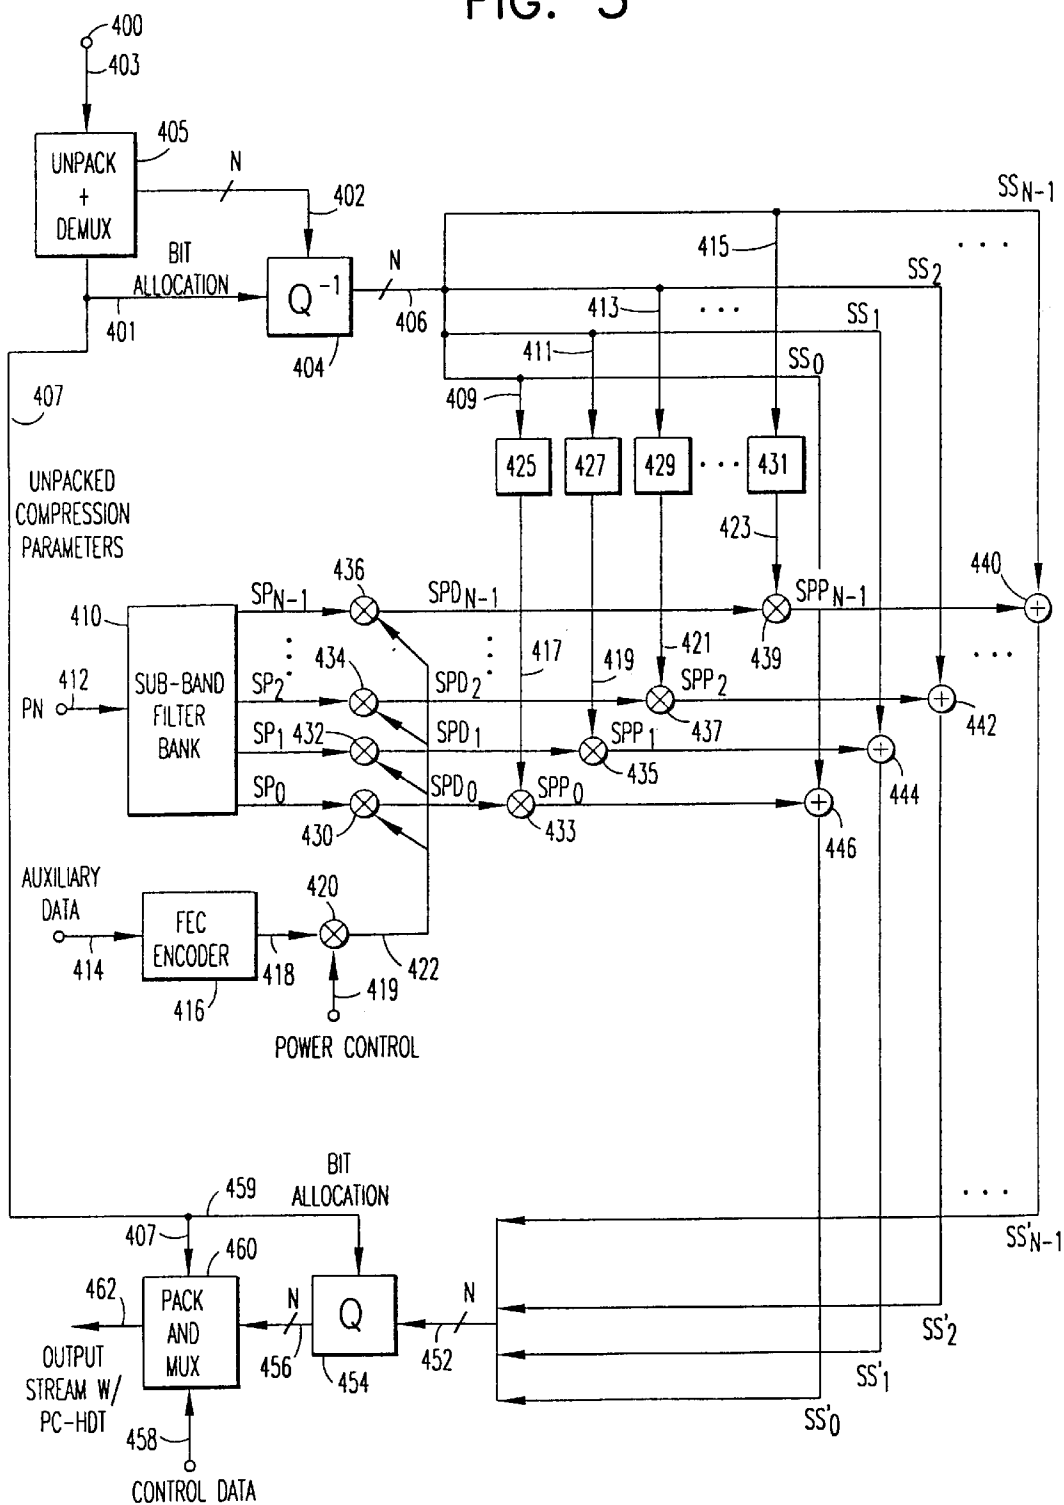 FIG. 5
400
403
405
UNPACK
+
DEMUX
N
402
SS_N-1
BIT
ALLOCATION
401
Q⁻¹
404
N
406
415
. . .
SS_2
413
. . .
SS_1
411
SS_0
409
407
425
427
429
. . .
431
UNPACKED
COMPRESSION
PARAMETERS
423
410
SP_N-1
436
SPD_N-1
SPP_N-1
439
440
. . .
412
PN
SUB-BAND
FILTER
BANK
SP_2
434
SPD_2
417
419
421
SPP_2
437
442
SP_1
432
SPD_1
SPP_1
435
444
SP_0
430
SPD_0
SPP_0
433
446
AUXILIARY
DATA
414
FEC
ENCODER
416
418
420
422
419
POWER CONTROL
BIT
ALLOCATION
459
407
460
. . .
SS'_N-1
462
PACK
AND
MUX
N
456
Q
454
N
452
SS'_2
SS'_1
SS'_0
OUTPUT
STREAM W/
PC-HDT
458
CONTROL DATA